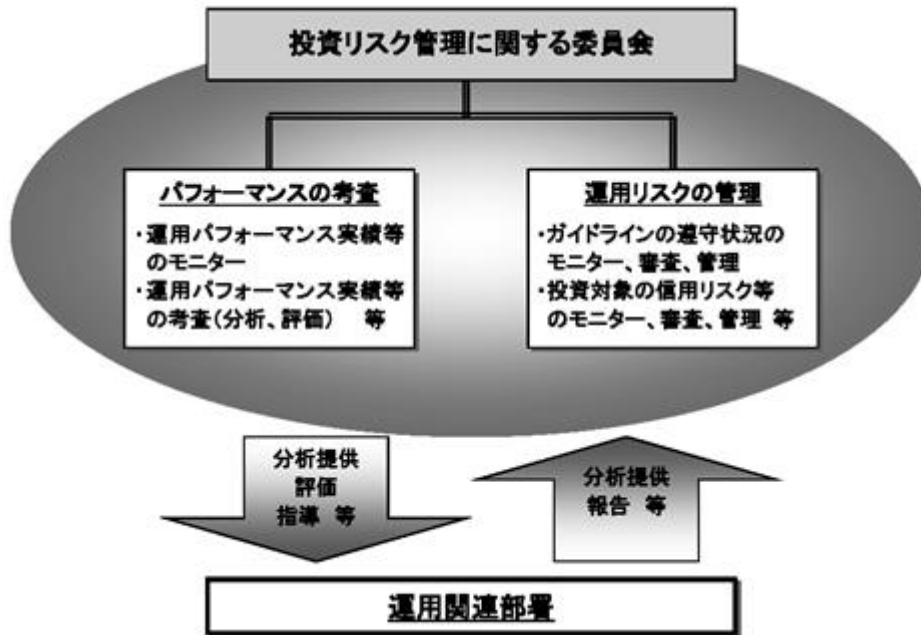 投資リスク管理に関する委員会
パフォーマンスの考査
・運用パフォーマンス実績等
のモニター
・運用パフォーマンス実績等
の考査(分析、評価)　等
運用リスクの管理
・ガイドラインの遵守状況の
モニター、審査、管理
・投資対象の信用リスク等
のモニター、審査、管理 等
分析提供
評価
指導 等
分析提供
報告 等
運用関連部署